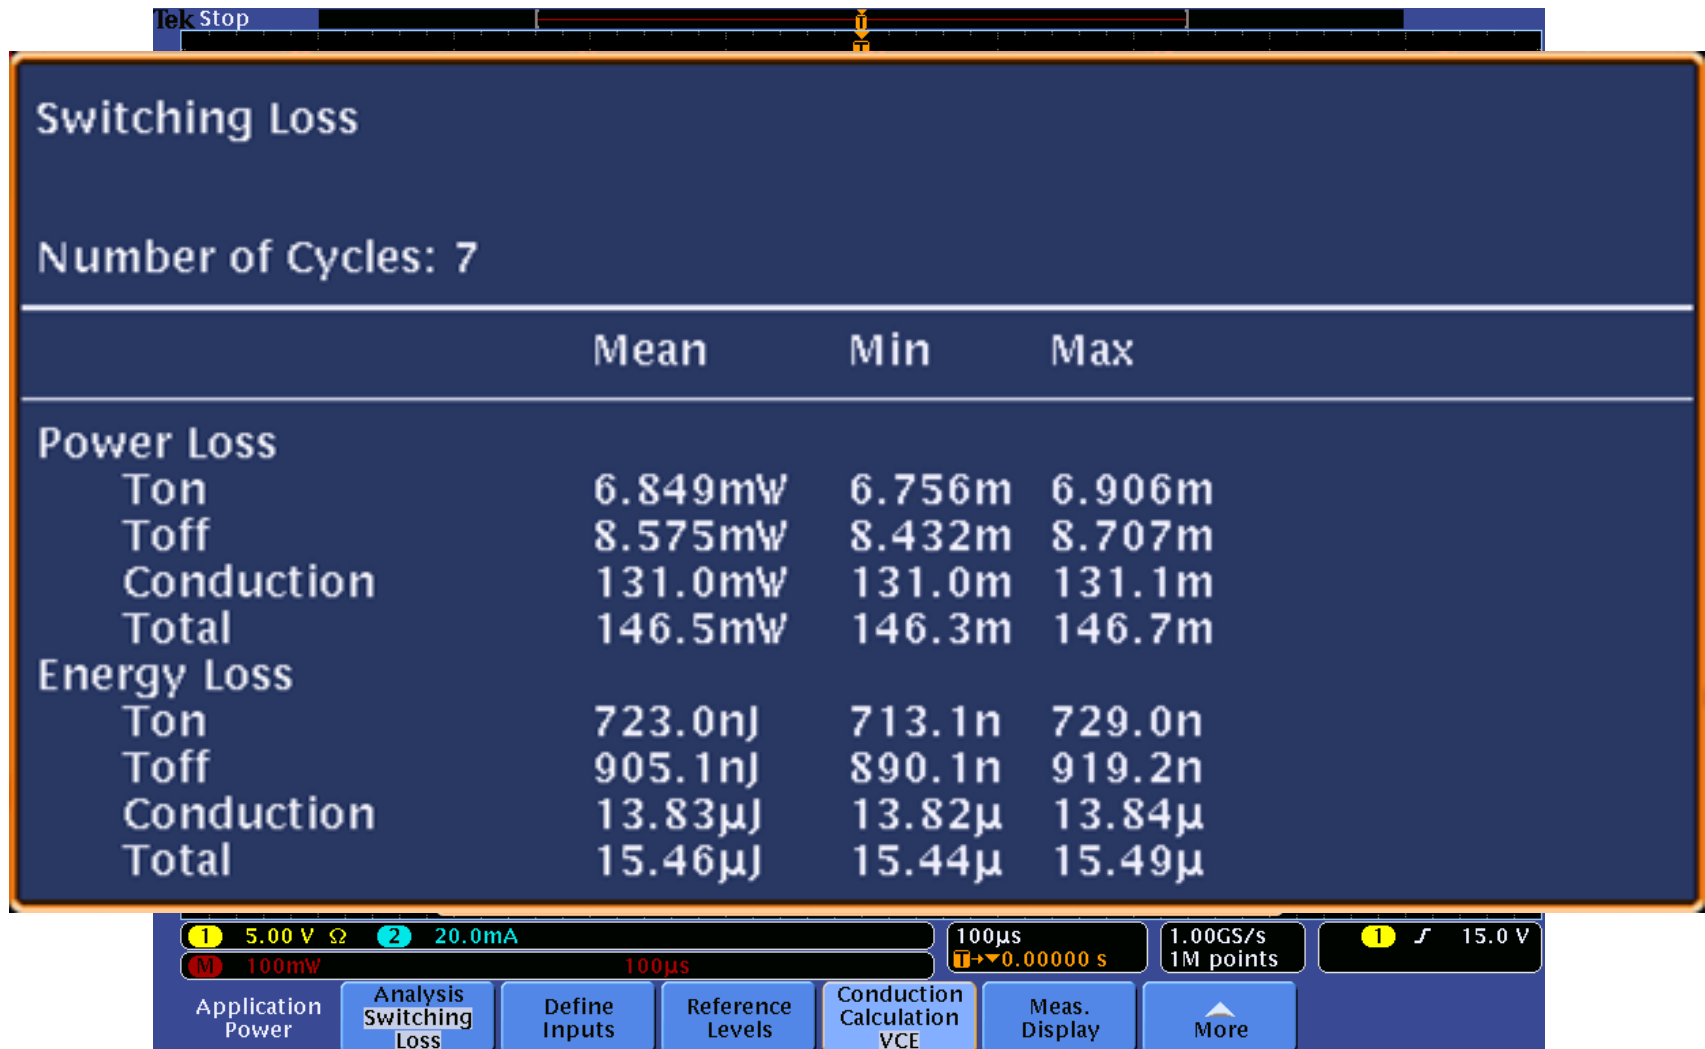 Tek Stop
T
T
Switching Loss
Number of Cycles: 7
Mean Min Max
Power Loss
Ton 6.849mW 6.756m 6.906m
Toff 8.575mW 8.432m 8.707m
Conduction 131.0mW 131.0m 131.1m
Total 146.5mW 146.3m 146.7m
Energy Loss
Ton 723.0nJ 713.1n 729.0n
Toff 905.1nJ 890.1n 919.2n
Conduction 13.83µJ 13.82µ 13.84µ
Total 15.46µJ 15.44µ 15.49µ
1 5.00 V Ω 2 20.0mA 100µs 1.00GS/s 1 15.0 V
M 100mW 100µs T→▼0.00000 s 1M points
Application Power
Analysis Switching Loss
Define Inputs
Reference Levels
Conduction Calculation VCE
Meas. Display
More